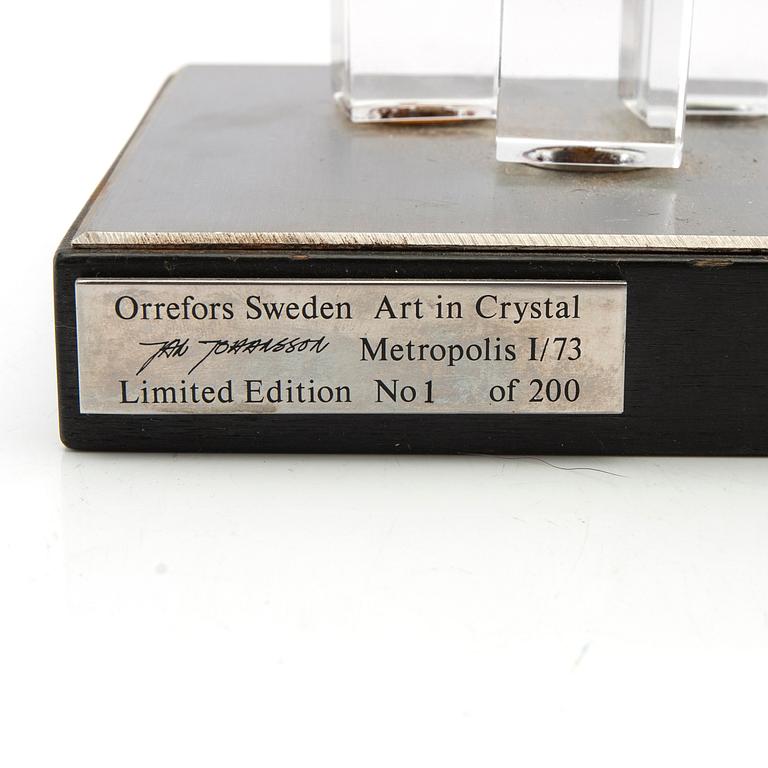 Orrefors Sweden Art in Crystal
Jan Johansson Metropolis I/73
Limited Edition No 1 of 200